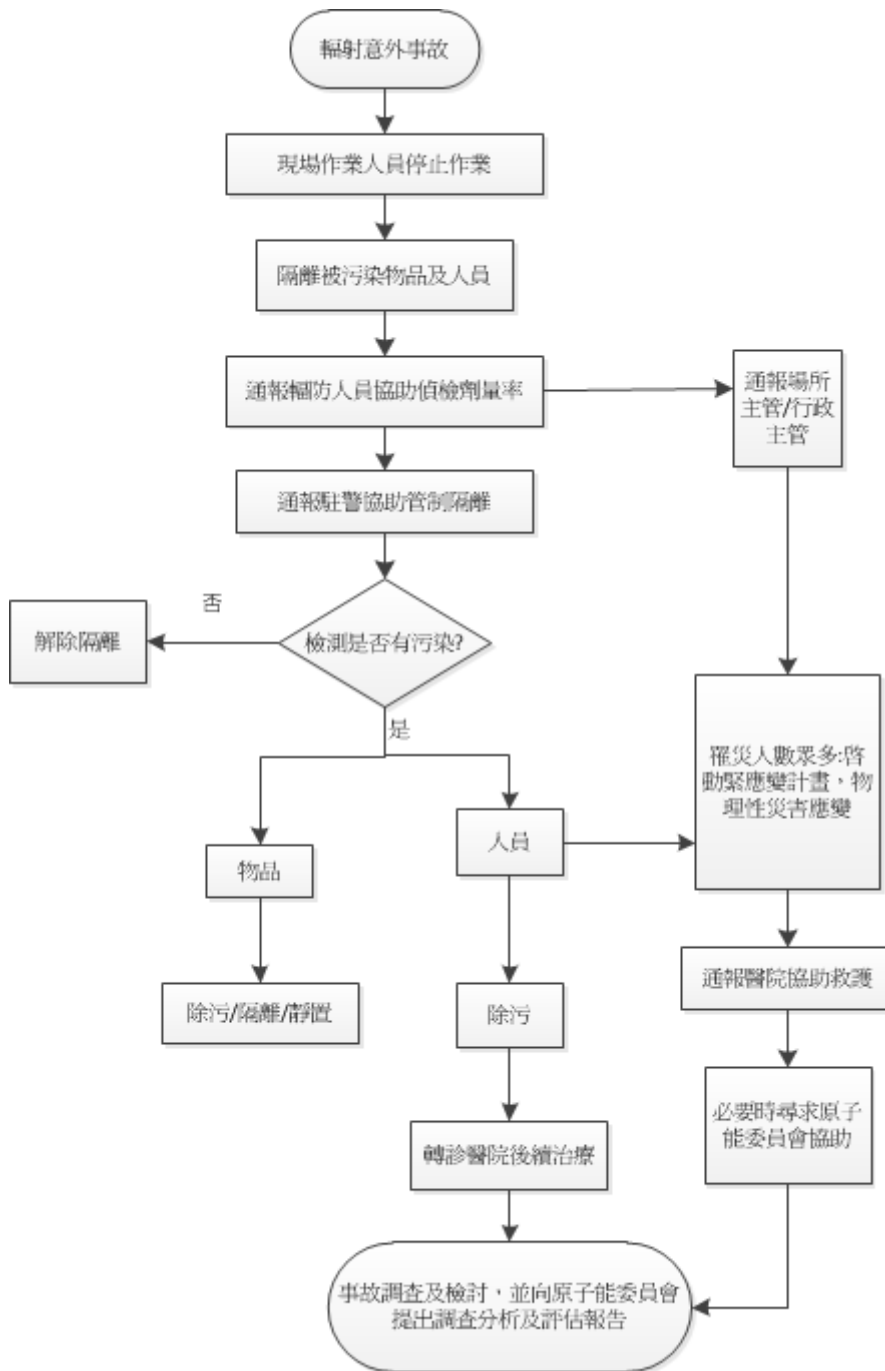 輻射意外事故
現場作業人員停止作業
隔離被污染物品及人員
通報輻防人員協助偵檢劑量率
通報場所
主管/行政
主管
通報駐警協助管制隔離
否
解除隔離
檢測是否有污染?
是
罹災人數眾多:啓
動緊應變計畫，物
理性災害應變
人員
物品
通報醫院協助救護
除污/隔離/靜置
除污
必要時尋求原子
能委員會協助
轉診醫院後續治療
事故調查及檢討，並向原子能委員會
提出調查分析及評估報告